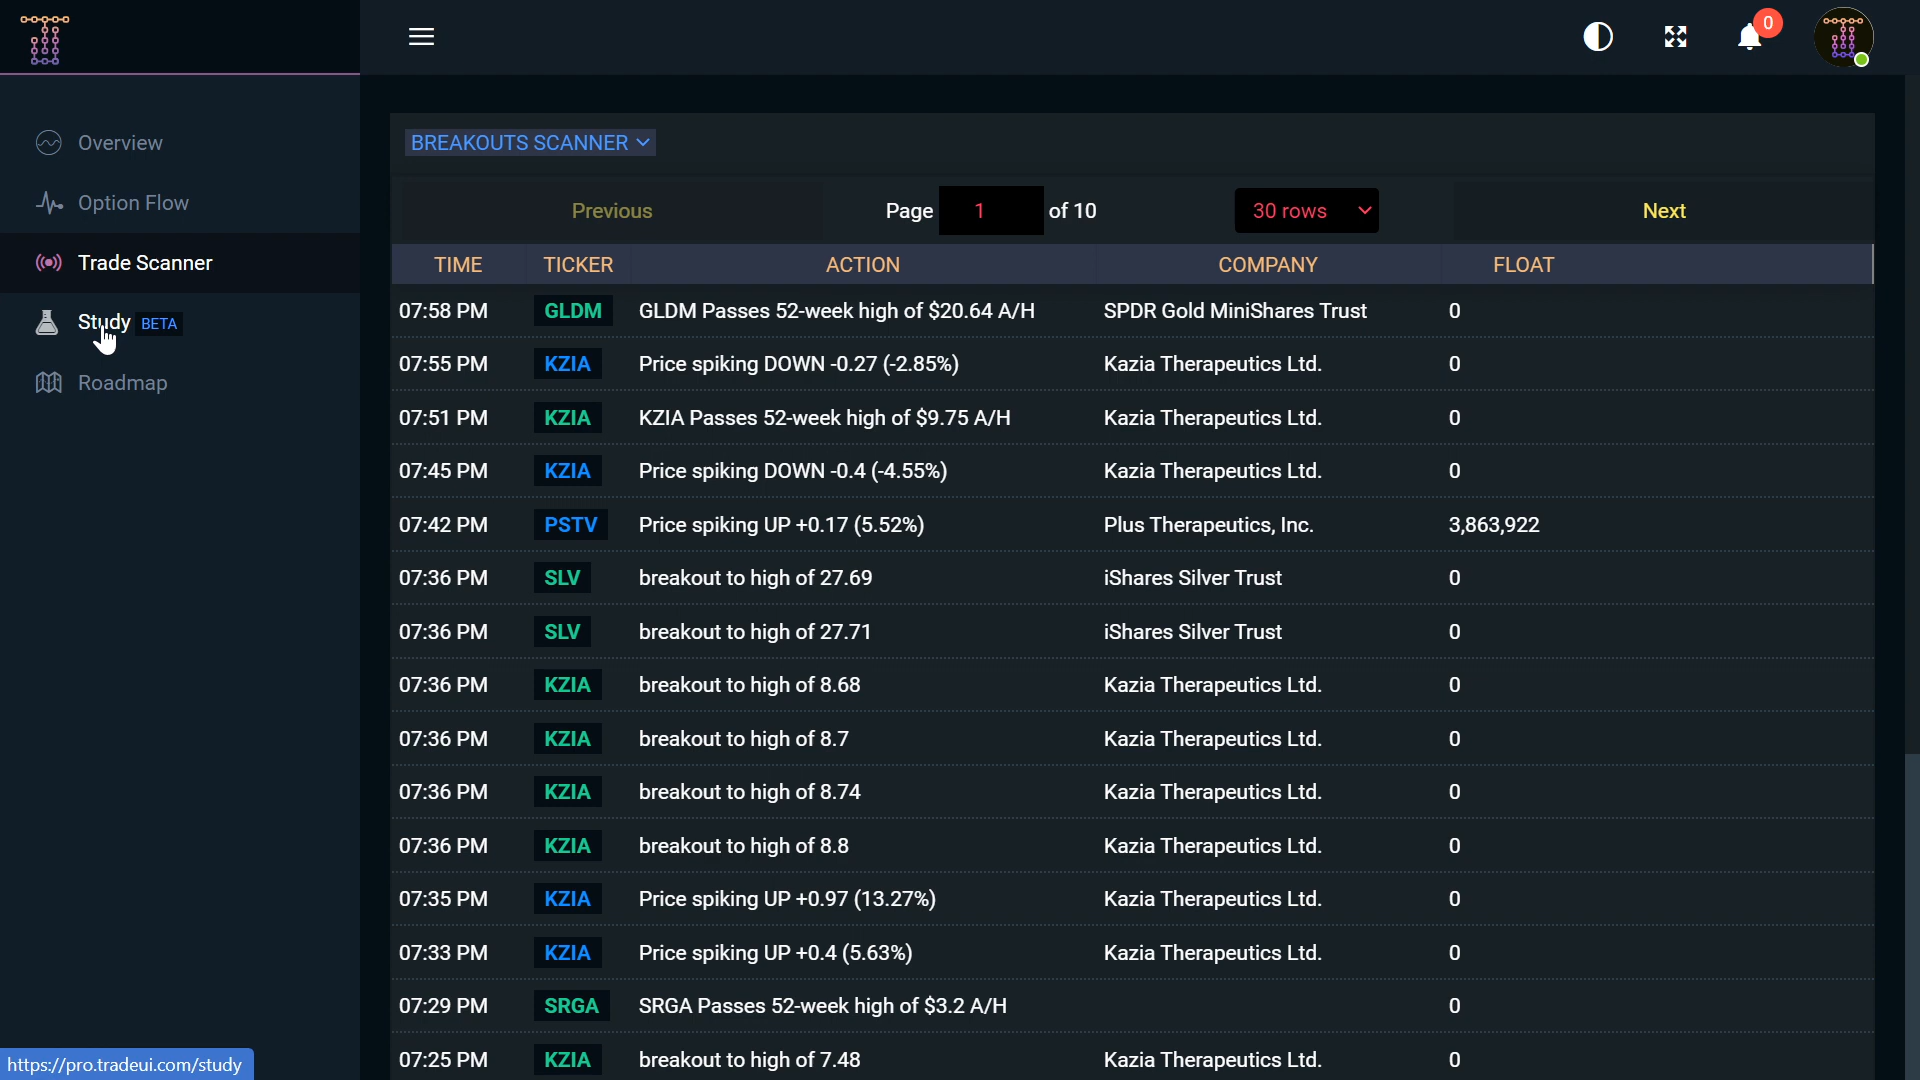 0
Overview
Option Flow
Trade Scanner
Study BETA
Roadmap
BREAKOUTS SCANNER
Previous Page 1 of 10 30 rows Next
TIME TICKER ACTION COMPANY FLOAT
07:58 PM GLDM GLDM Passes 52-week high of $20.64 A/H SPDR Gold MiniShares Trust 0
07:55 PM KZIA Price spiking DOWN -0.27 (-2.85%) Kazia Therapeutics Ltd. 0
07:51 PM KZIA KZIA Passes 52-week high of $9.75 A/H Kazia Therapeutics Ltd. 0
07:45 PM KZIA Price spiking DOWN -0.4 (-4.55%) Kazia Therapeutics Ltd. 0
07:42 PM PSTV Price spiking UP +0.17 (5.52%) Plus Therapeutics, Inc. 3,863,922
07:36 PM SLV breakout to high of 27.69 iShares Silver Trust 0
07:36 PM SLV breakout to high of 27.71 iShares Silver Trust 0
07:36 PM KZIA breakout to high of 8.68 Kazia Therapeutics Ltd. 0
07:36 PM KZIA breakout to high of 8.7 Kazia Therapeutics Ltd. 0
07:36 PM KZIA breakout to high of 8.74 Kazia Therapeutics Ltd. 0
07:36 PM KZIA breakout to high of 8.8 Kazia Therapeutics Ltd. 0
07:35 PM KZIA Price spiking UP +0.97 (13.27%) Kazia Therapeutics Ltd. 0
07:33 PM KZIA Price spiking UP +0.4 (5.63%) Kazia Therapeutics Ltd. 0
07:29 PM SRGA SRGA Passes 52-week high of $3.2 A/H 0
07:25 PM KZIA breakout to high of 7.48 Kazia Therapeutics Ltd. 0
https://pro.tradeui.com/study